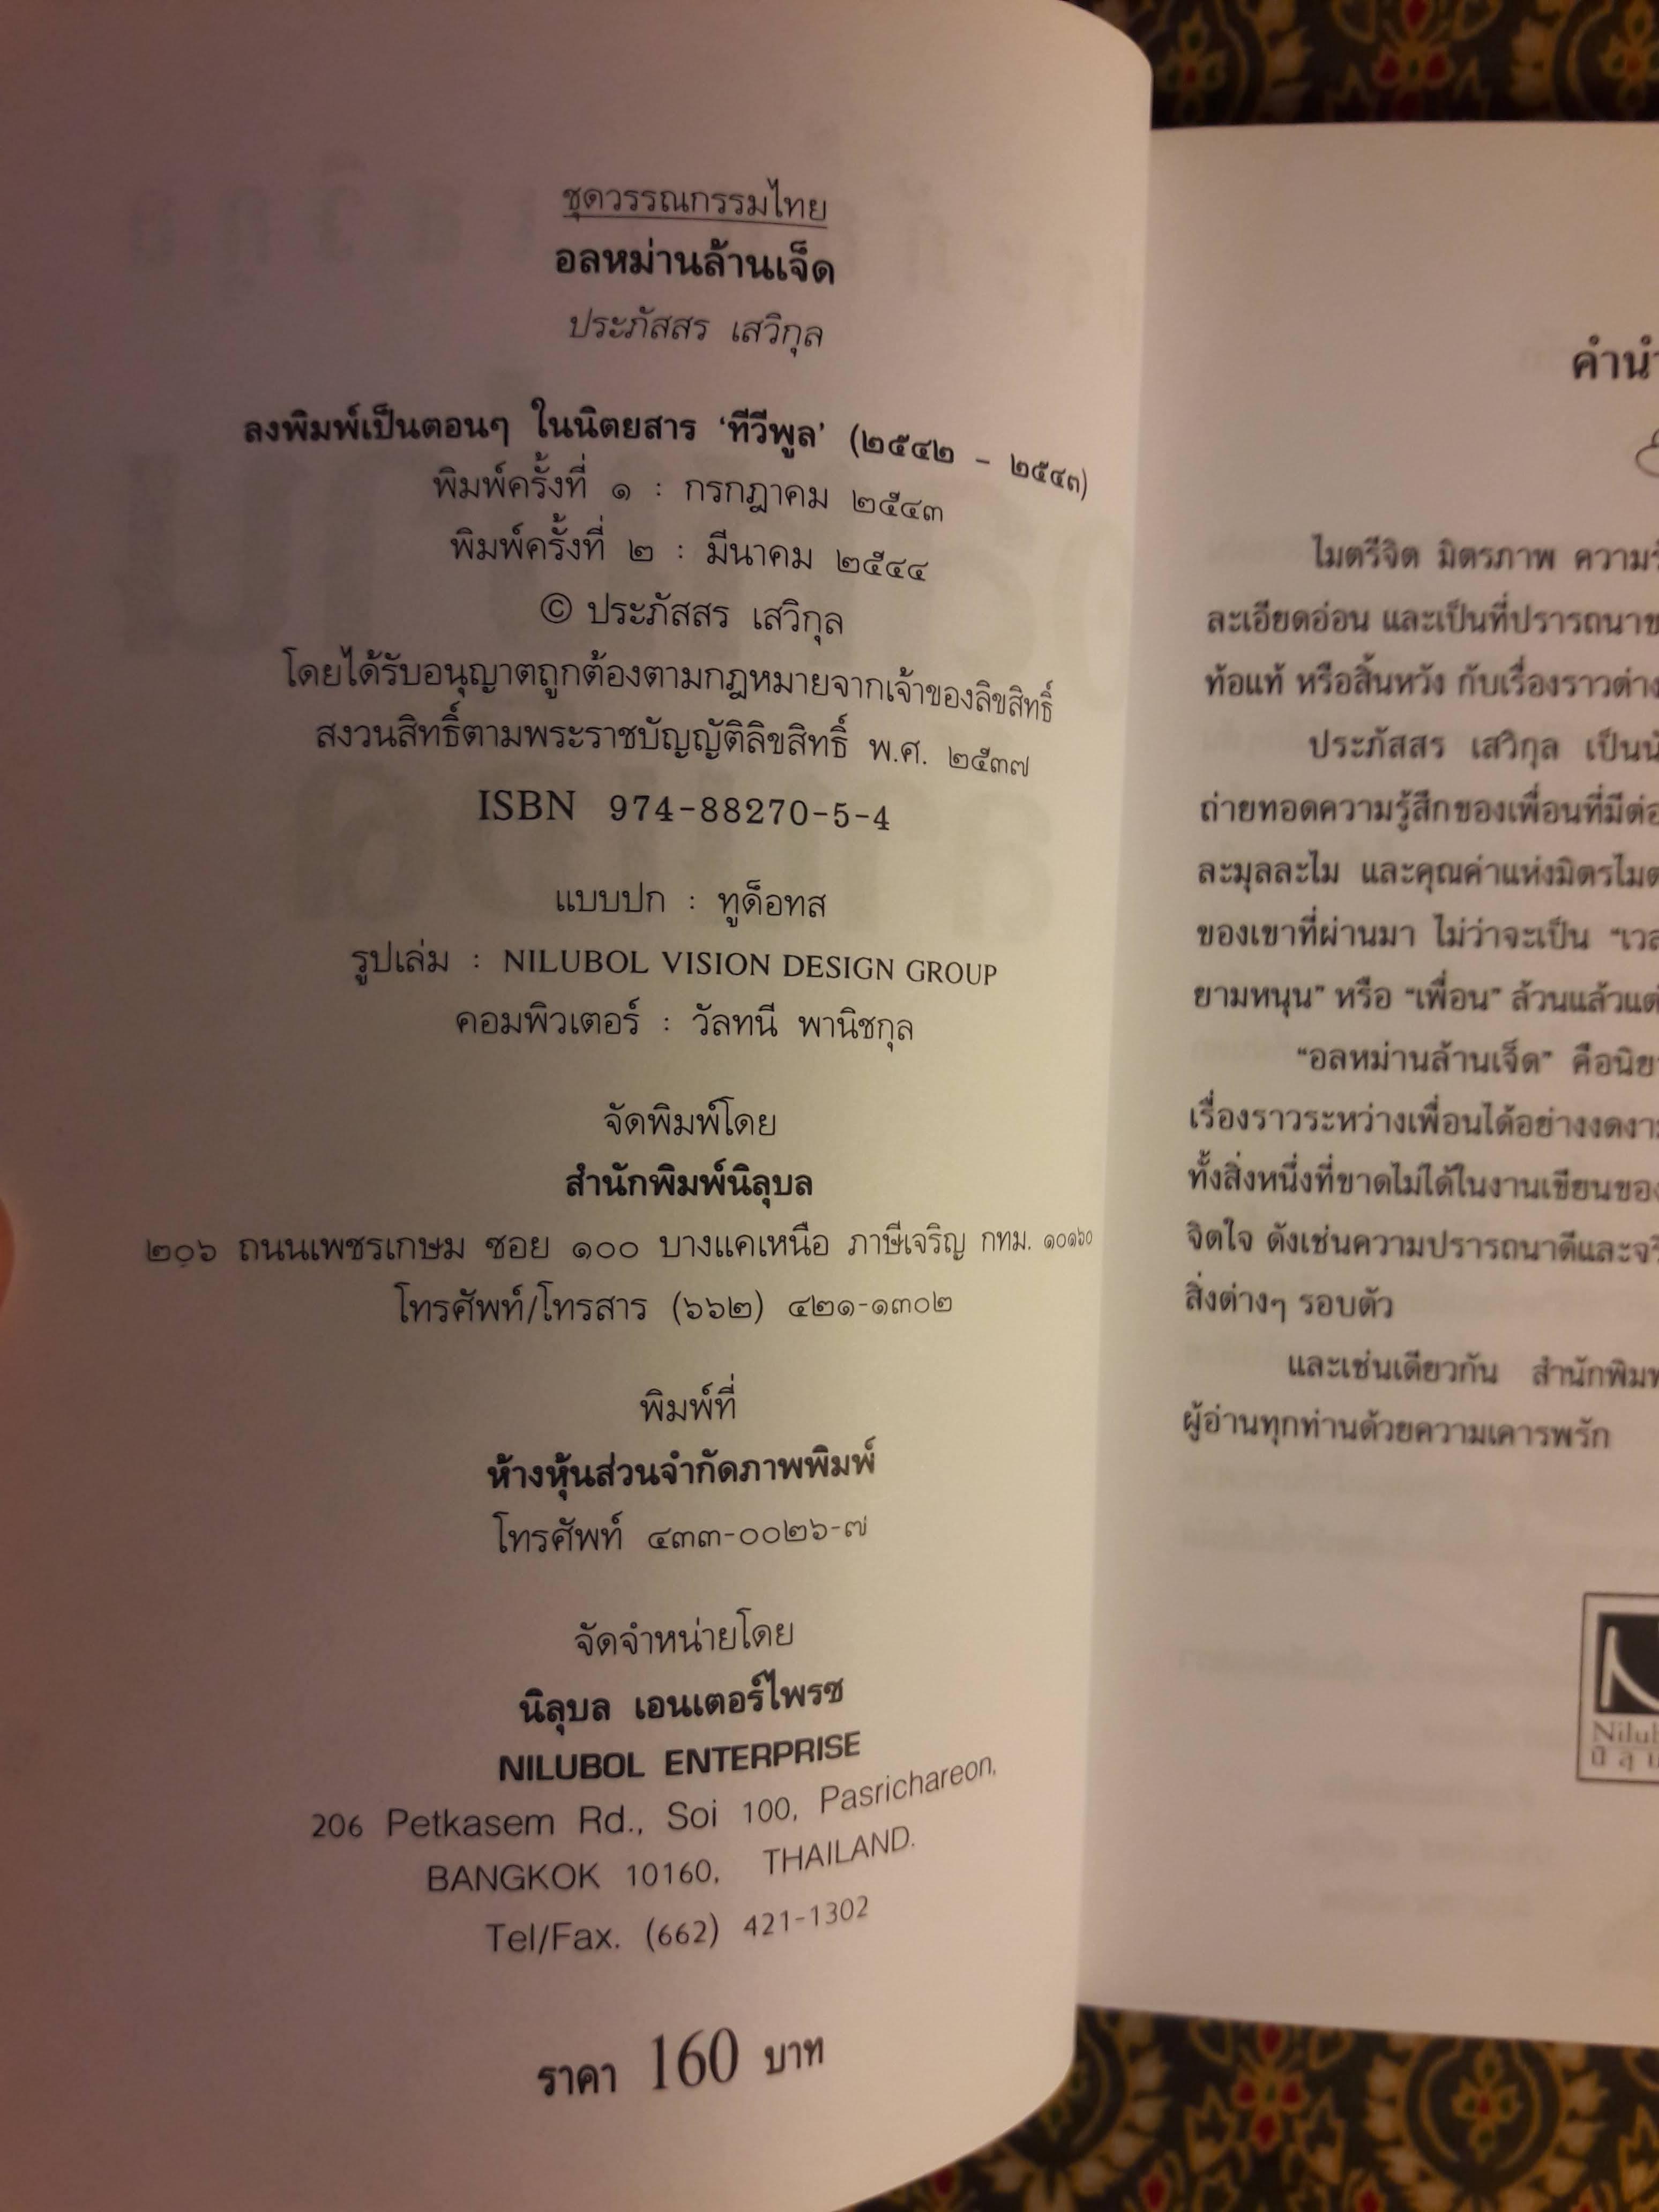 ชุดวรรณกรรมไทย
อลหม่านล้านเจ็ด
ประภัสสร เสวิกุล
ลงพิมพ์เป็นตอนๆ ในนิตยสาร ‘ทีวีพูล’ (๒๕๔๒ – ๒๕๔๓)
พิมพ์ครั้งที่ ๑ : กรกฎาคม ๒๕๔๓
พิมพ์ครั้งที่ ๒ : มีนาคม ๒๕๔๔
© ประภัสสร เสวิกุล
โดยได้รับอนุญาตถูกต้องตามกฎหมายจากเจ้าของลิขสิทธิ์
สงวนสิทธิ์ตามพระราชบัญญัติลิขสิทธิ์ พ.ศ. ๒๕๓๗
ISBN 974-88270-5-4
แบบปก : ทูด็อทส
รูปเล่ม : NILUBOL VISION DESIGN GROUP
คอมพิวเตอร์ : วัลทนี พานิชกุล
จัดพิมพ์โดย
สำนักพิมพ์นิลุบล
๒๐๖ ถนนเพชรเกษม ซอย ๑๐๐ บางแคเหนือ ภาษีเจริญ กทม. ๑๐๑๖๐
โทรศัพท์/โทรสาร (๖๖๒) ๔๒๑-๑๓๐๒
พิมพ์ที่
ห้างหุ้นส่วนจำกัดภาพพิมพ์
โทรศัพท์ ๔๓๓-๐๐๒๖-๗
จัดจำหน่ายโดย
นิลุบล เอนเตอร์ไพรซ
NILUBOL ENTERPRISE
206 Petkasem Rd., Soi 100, Pasrichareon,
BANGKOK 10160, THAILAND.
Tel/Fax. (662) 421-1302
ราคา 160 บาท
ไมตรีจิต มิตรภาพ
ละเอียดอ่อน และเป็นที่ปรารถนา
ท้อแท้ หรือสิ้นหวัง กับเรื่องราวต่าง
ประภัสสร เสวิกุล เป็น
ถ่ายทอดความรู้สึกของเพื่อนที่มีต่อ
ละมุลละไม และคุณค่าแห่งมิตรไม
ของเขาที่ผ่านมา ไม่ว่าจะเป็น “เว
ยามหนุน” หรือ “เพื่อน” ล้วนแล้วแต่
“อลหม่านล้านเจ็ด” คือนิย
เรื่องราวระหว่างเพื่อนได้อย่างงดงา
ทั้งสิ่งหนึ่งที่ขาดไม่ได้ในงานเขียนของ
จิตใจ ดังเช่นความปรารถนาดีและ
สิ่งต่างๆ รอบตัว
และเช่นเดียวกัน สำนักพิมพ
ผู้อ่านทุกท่านด้วยความเคารพรัก